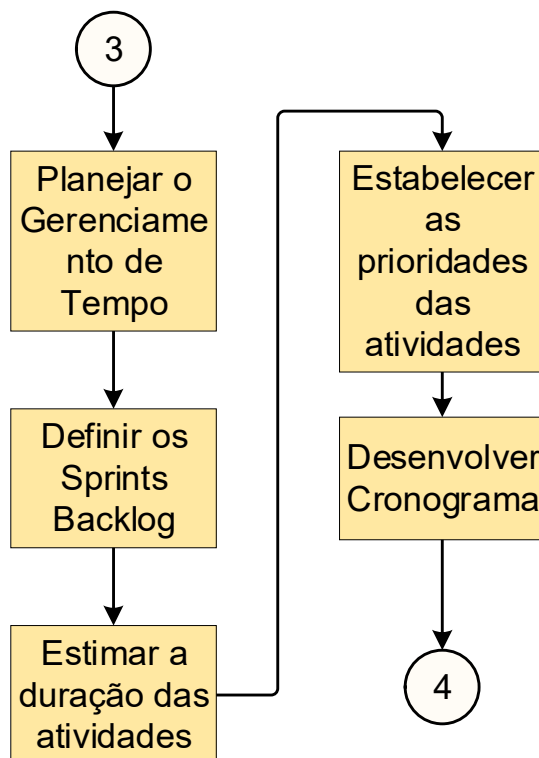 3
Planejar o
Gerenciame
nto de
Tempo
Definir os
Sprints
Backlog
Estimar a
duração das
atividades
Estabelecer
as
prioridades
das
atividades
Desenvolver
Cronograma
4